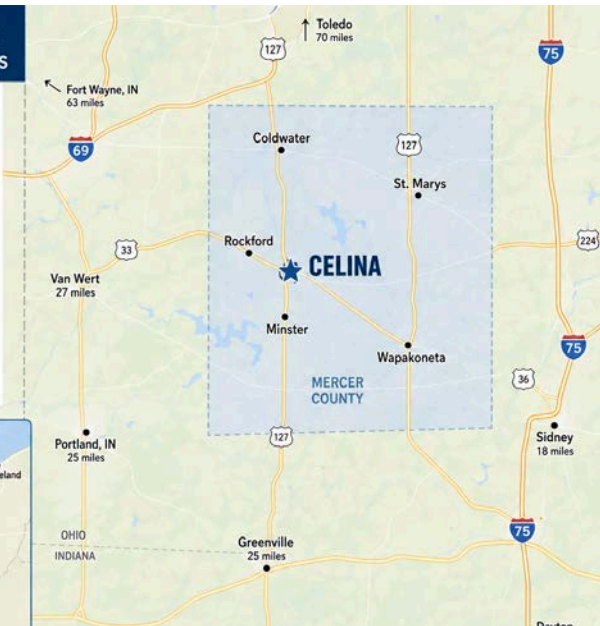 S
127
Toledo
70 miles
75
Fort Wayne, IN
63 miles
69
Coldwater
127
St. Marys
33
Rockford
CELINA
224
Van Wert
27 miles
Minster
Wapakoneta
75
MERCER
COUNTY
36
127
Portland, IN
25 miles
Sidney
18 miles
eland
OHIO
INDIANA
Greenville
25 miles
75